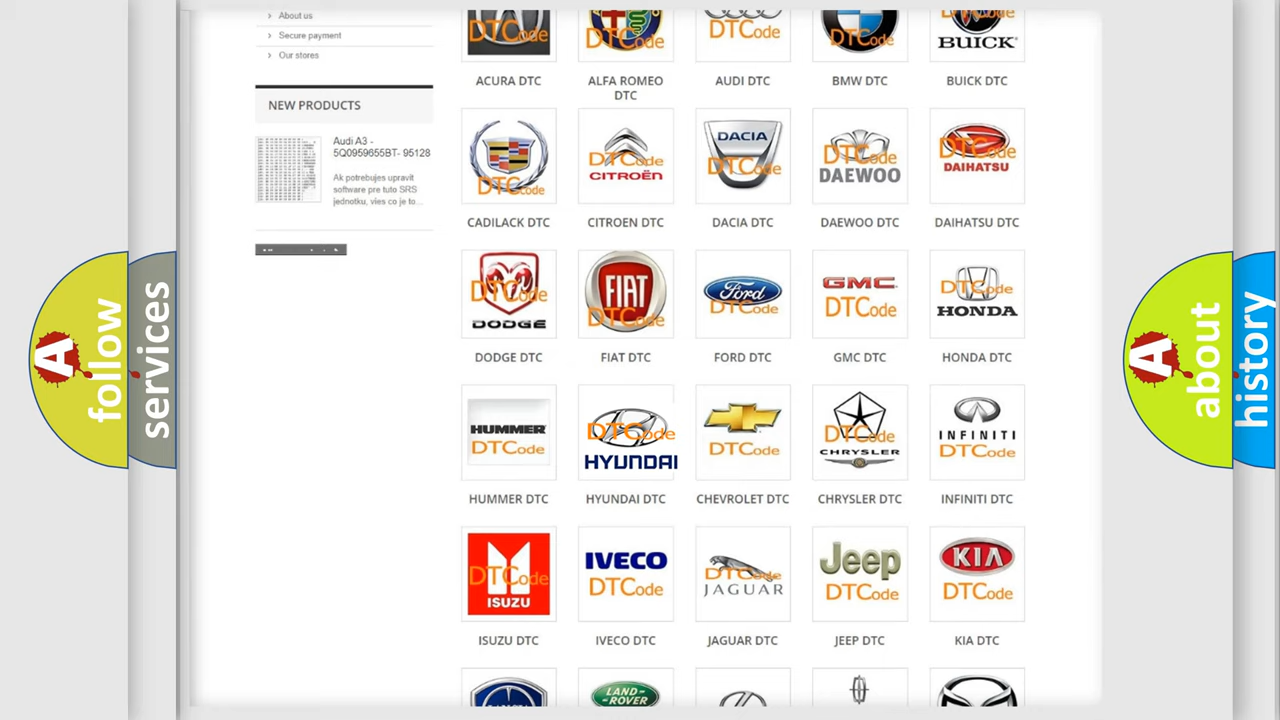 About us
Secure payment
Our stores
NEW PRODUCTS
Audi A3 -
5Q0959655BT- 95128
Ak potrebujes upravit
software pre tuto SRS
jednotku, vies co je to...
DTCode DTCode DTCode DTCode BUICK
ACURA DTC
ALFA ROMEO
DTC
AUDI DTC
BMW DTC
BUICK DTC
DTCode
DTCode
CITROËN
DACIA
DTCode
DTCode
DAEWOO
DTCode
DAIHATSU
CADILACK DTC
CITROEN DTC
DACIA DTC
DAEWOO DTC
DAIHATSU DTC
DTCode
DODGE
FIAT
DTCode
Ford
DTCode
GMC
DTCode
DTCode
HONDA
DODGE DTC
FIAT DTC
FORD DTC
GMC DTC
HONDA DTC
HUMMER
DTCode
DTCode
HYUNDAI
DTCode
DTCode
CHRYSLER
INFINITI
DTCode
HUMMER DTC
HYUNDAI DTC
CHEVROLET DTC
CHRYSLER DTC
INFINITI DTC
DTCode
ISUZU
IVECO
DTCode
DTCode
JAGUAR
Jeep
DTCode
KIA
DTCode
ISUZU DTC
IVECO DTC
JAGUAR DTC
JEEP DTC
KIA DTC
LAND-
ROVER
A follow
services
A about
history